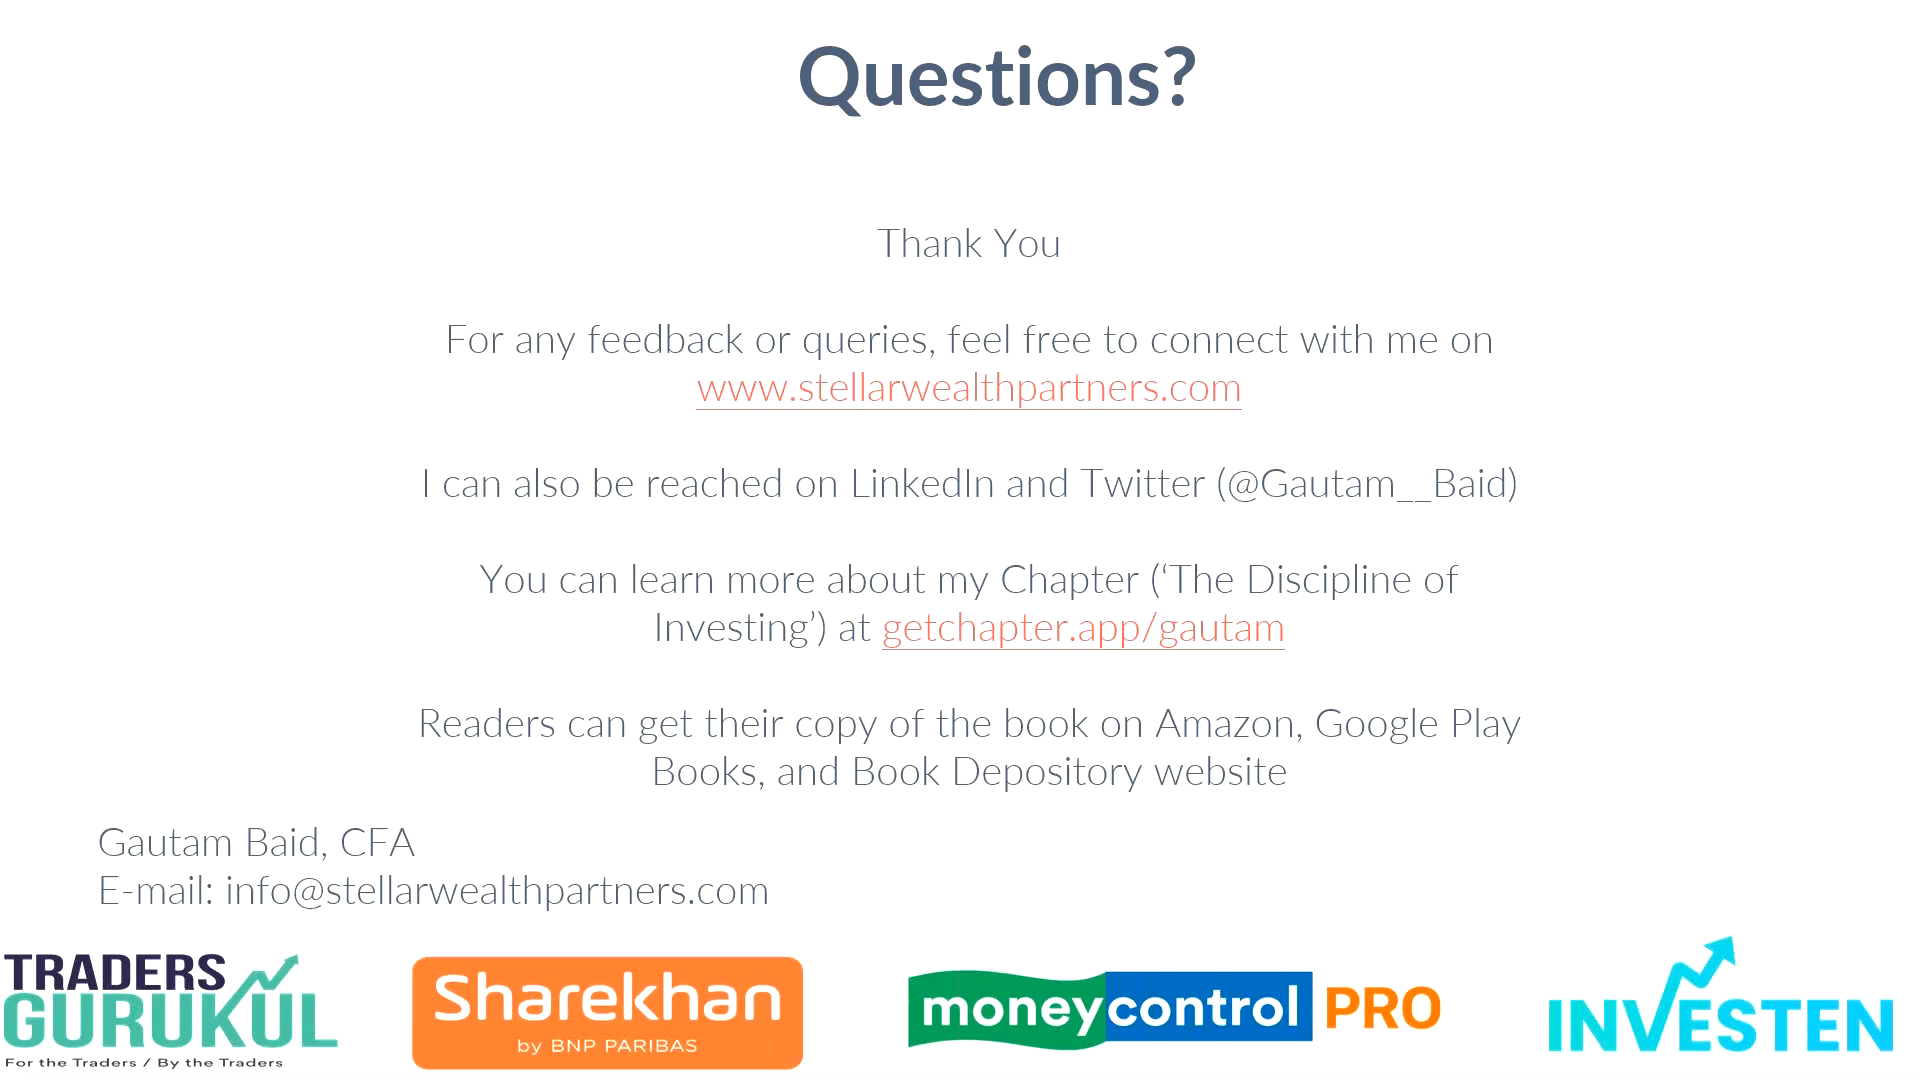 Questions?
Thank You
For any feedback or queries, feel free to connect with me on
www.stellarwealthpartners.com
I can also be reached on LinkedIn and Twitter (@Gautam__Baid)
You can learn more about my Chapter (‘The Discipline of
Investing’) at getchapter.app/gautam
Readers can get their copy of the book on Amazon, Google Play
Books, and Book Depository website
Gautam Baid, CFA
E-mail: info@stellarwealthpartners.com
TRADERS
GURUKUL
For the Traders / By the Traders
Sharekhan
by BNP PARIBAS
moneycontrol PRO
INVESTEN